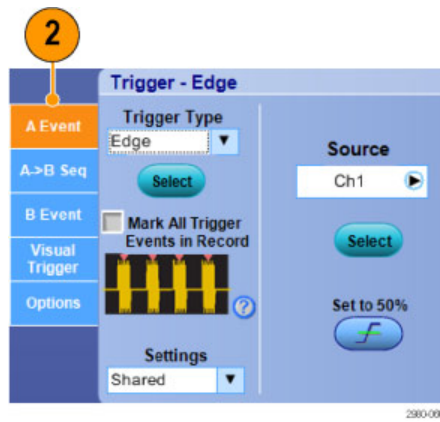 2
Trigger - Edge
A Event
A->B Seq
B Event
Visual
Trigger
Options
Trigger Type
Edge
Select
Mark All Trigger
Events in Record
?
Settings
Shared
Source
Ch1
Select
Set to 50%